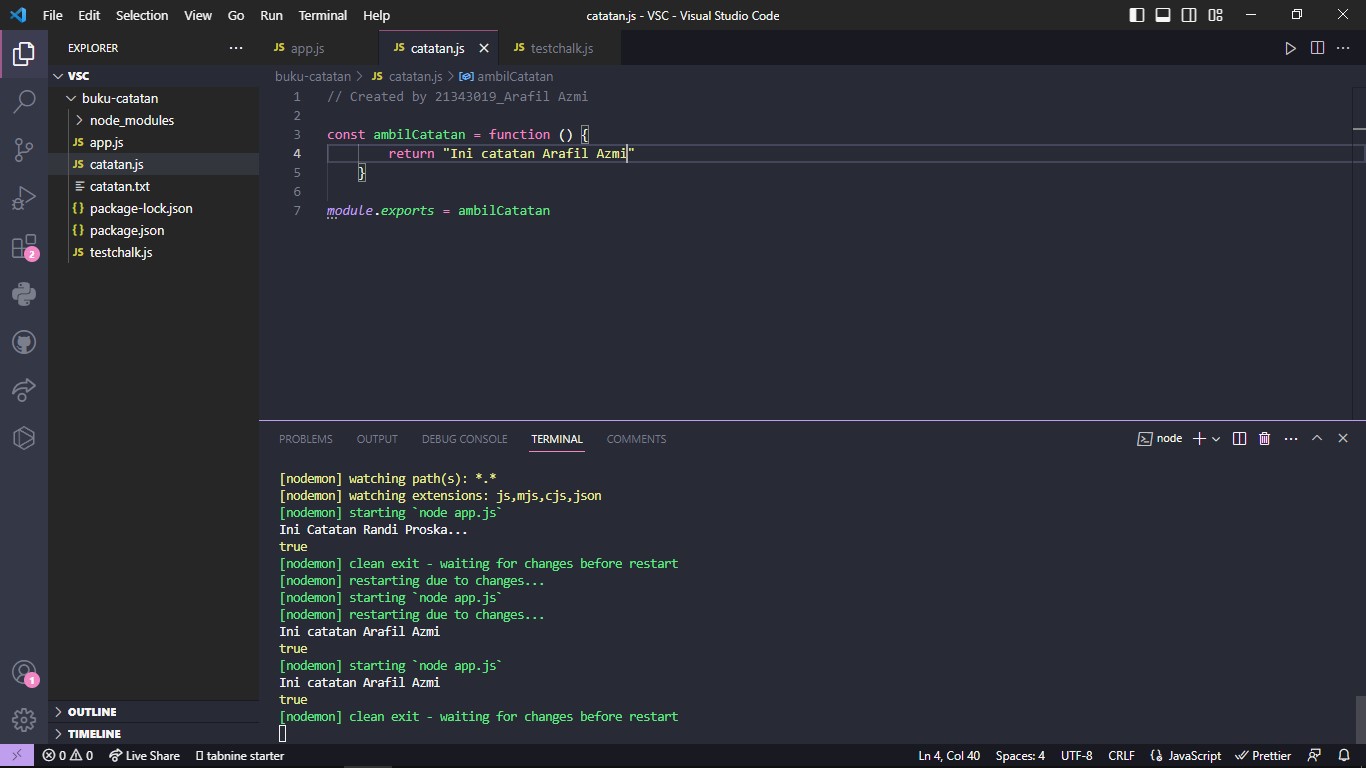 File Edit Selection View Go Run Terminal Help catatan.js - VSC - Visual Studio Code
EXPLORER ···
JS app.js JS catatan.js JS testchalk.js
VSC
buku-catatan
node_modules
JS app.js
JS catatan.js
catatan.txt
{} package-lock.json
{} package.json
JS testchalk.js
OUTLINE
TIMELINE
2
1
buku-catatan > JS catatan.js > ambilCatatan
1 // Created by 21343019_Arafil Azmi
2
3 const ambilCatatan = function () {
4 return "Ini catatan Arafil Azmi"
5 }
6
7 module.exports = ambilCatatan
PROBLEMS OUTPUT DEBUG CONSOLE TERMINAL COMMENTS node
[nodemon] watching path(s): *.*
[nodemon] watching extensions: js,mjs,cjs,json
[nodemon] starting `node app.js`
Ini Catatan Randi Proska...
true
[nodemon] clean exit - waiting for changes before restart
[nodemon] restarting due to changes...
[nodemon] starting `node app.js`
[nodemon] restarting due to changes...
Ini catatan Arafil Azmi
true
[nodemon] starting `node app.js`
Ini catatan Arafil Azmi
true
[nodemon] clean exit - waiting for changes before restart
0 0 Live Share tabnine starter Ln 4, Col 40 Spaces: 4 UTF-8 CRLF {} JavaScript Prettier